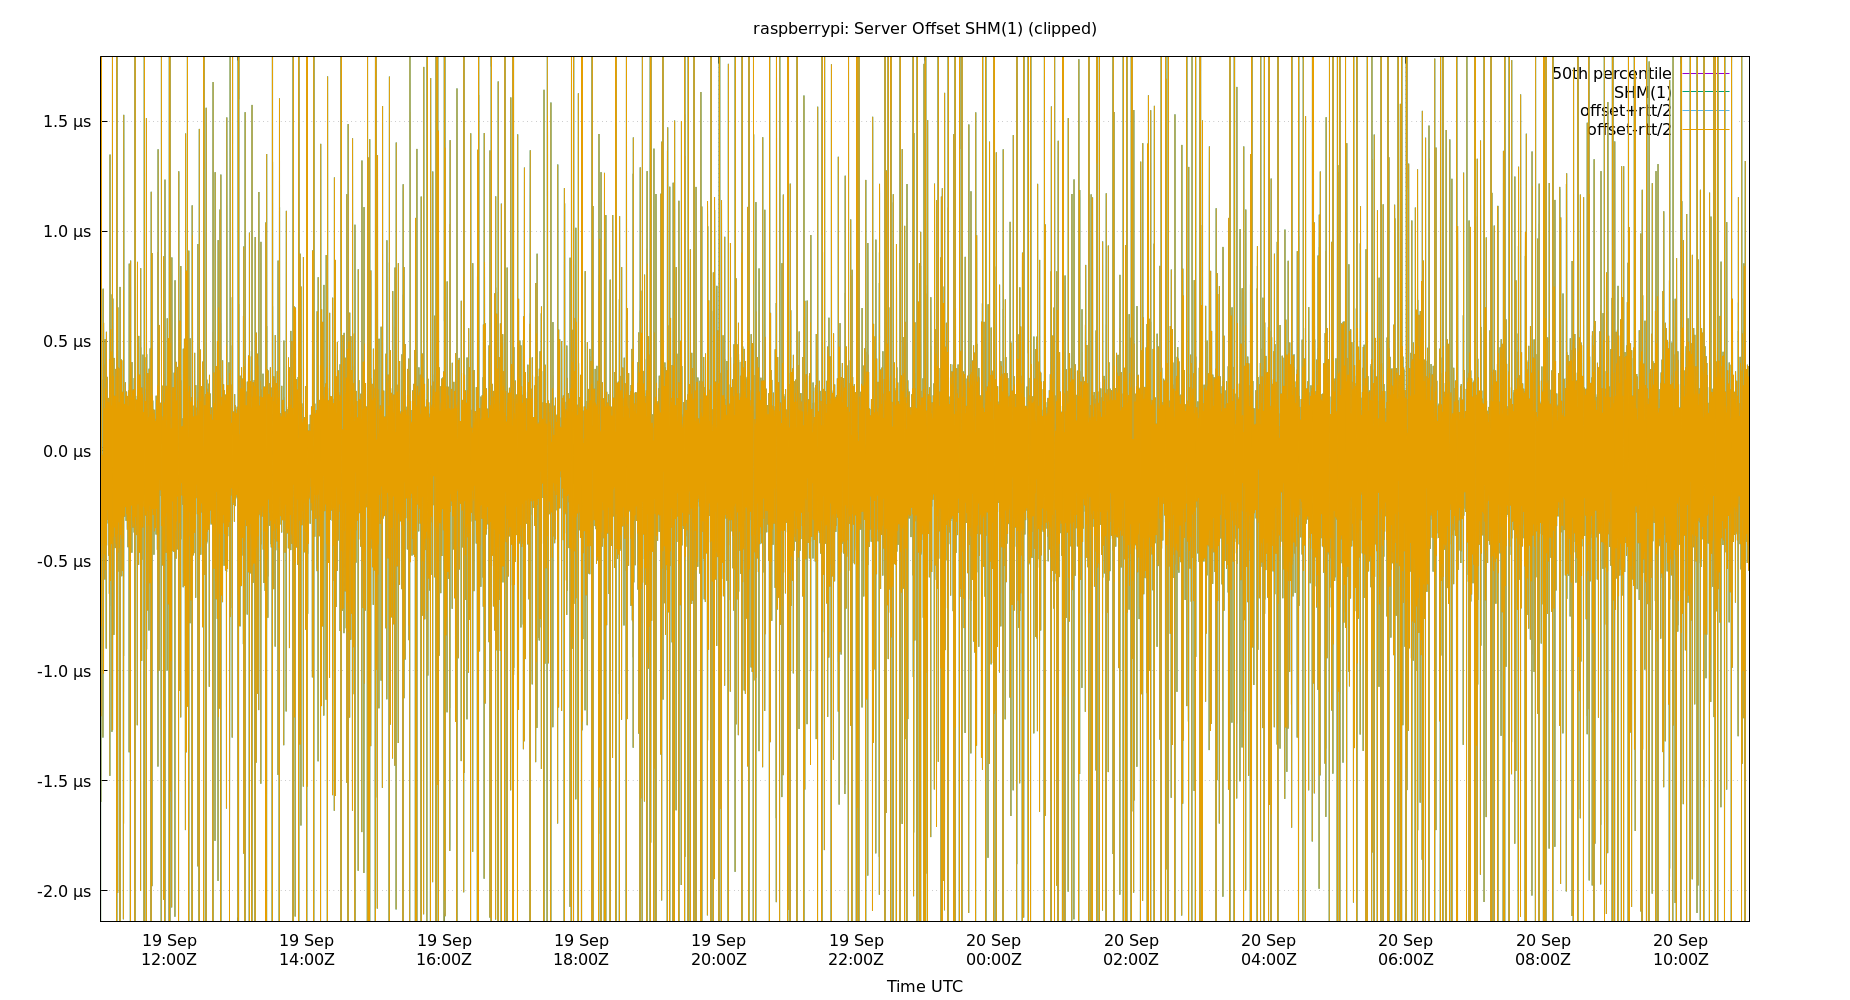 raspberrypi: Server Offset SHM(1) (clipped)
50th percentile
SHM(1)
offset+rtt/2
offset-rtt/2
1.5 µs
1.0 µs
0.5 µs
0.0 µs
-0.5 µs
-1.0 µs
-1.5 µs
-2.0 µs
19 Sep 19 Sep 19 Sep 19 Sep 19 Sep 19 Sep 20 Sep 20 Sep 20 Sep 20 Sep 20 Sep 20 Sep
12:00Z 14:00Z 16:00Z 18:00Z 20:00Z 22:00Z 00:00Z 02:00Z 04:00Z 06:00Z 08:00Z 10:00Z
Time UTC